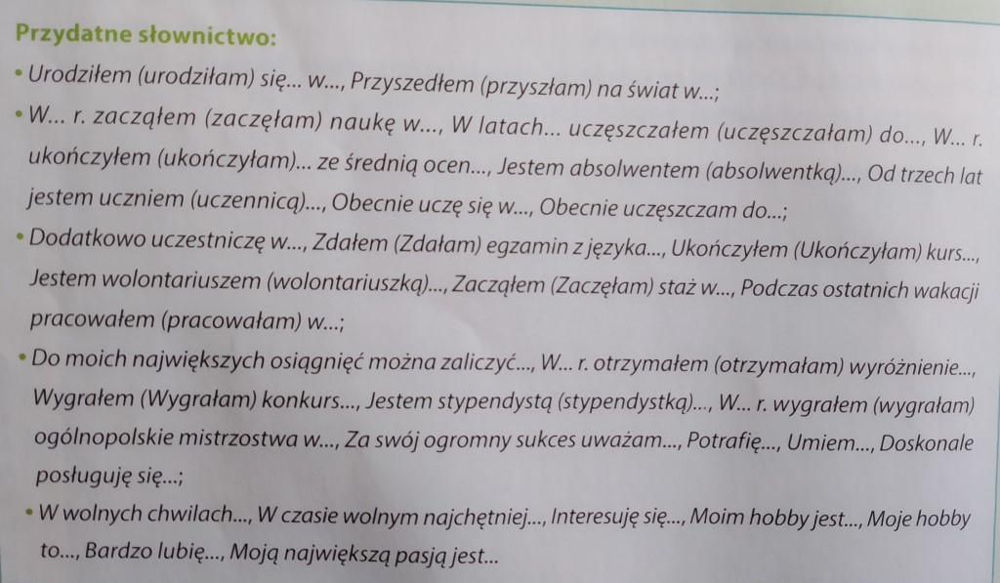 Przydatne słownictwo:
• Urodziłem (urodziłam) się... w..., Przyszedłem (przyszłam) na świat w...;
• W... r. zacząłem (zaczęłam) naukę w..., W latach... uczęszczałem (uczęszczałam) do..., W... r.
ukończyłem (ukończyłam)... ze średnią ocen..., Jestem absolwentem (absolwentką)..., Od trzech lat
jestem uczniem (uczennicą)..., Obecnie uczę się w..., Obecnie uczęszczam do...;
• Dodatkowo uczestniczę w..., Zdałem (Zdałam) egzamin z języka..., Ukończyłem (Ukończyłam) kurs...,
Jestem wolontariuszem (wolontariuszką)..., Zacząłem (Zaczęłam) staż w..., Podczas ostatnich wakacji
pracowałem (pracowałam) w...;
• Do moich największych osiągnięć można zaliczyć..., W... r. otrzymałem (otrzymałam) wyróżnienie...,
Wygrałem (Wygrałam) konkurs..., Jestem stypendystą (stypendystką)..., W... r. wygrałem (wygrałam)
ogólnopolskie mistrzostwa w..., Za swój ogromny sukces uważam..., Potrafię..., Umiem..., Doskonale
posługuję się...;
• W wolnych chwilach..., W czasie wolnym najchętniej..., Interesuję się..., Moim hobby jest..., Moje hobby
to..., Bardzo lubię..., Moją największą pasją jest...